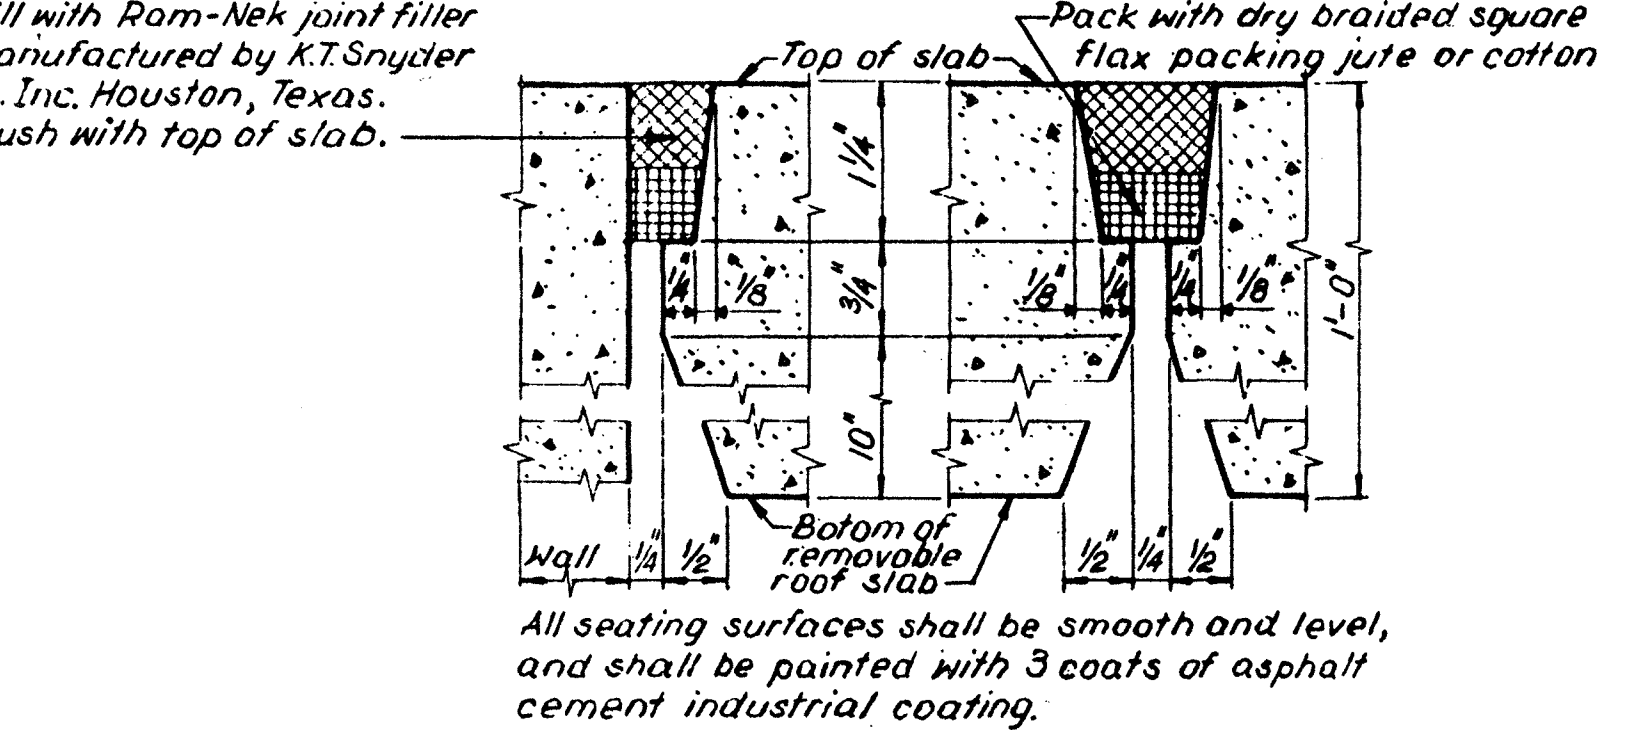 ll with Ram-Nek joint filler
anufactured by K.T. Snyder
. Inc. Houston, Texas.
ush with top of slab.
Top of slab
Pack with dry braided square
flax packing jute or cotton
1 1/4"
3/4"
10"
1/4"
1/8"
1/8"
1/4"
1/4"
1/8"
1'-0"
Wall
1/4"
1/2"
Botom of
removable
roof slab
1/2"
1/4"
1/2"
All seating surfaces shall be smooth and level,
and shall be painted with 3 coats of asphalt
cement industrial coating.